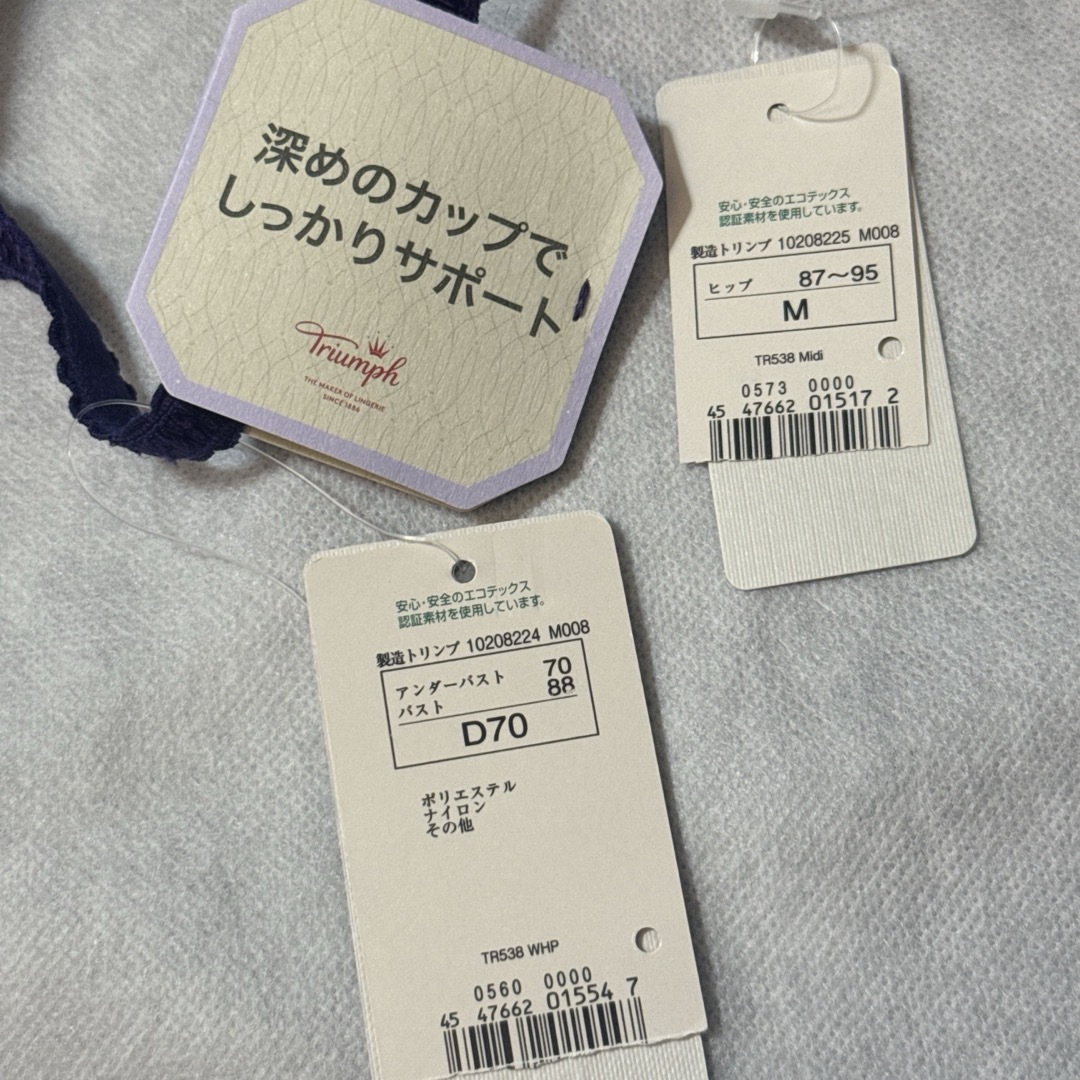 深めのカップで
しっかりサポート
Triumph
THE MAKER OF LINGERIE
SINCE 1886
安心・安全のエコテックス
認証素材を使用しています。
製造トリンプ 10208225 M008
ヒップ 87〜95
M
TR538 Midi
0573 0000
45 47662 01517 2
安心・安全のエコテックス
認証素材を使用しています。
製造トリンプ 10208224 M008
アンダーバスト 70
バスト 88
D70
ポリエステル
ナイロン
その他
TR538 WHP
0560 0000
45 47662 01554 7